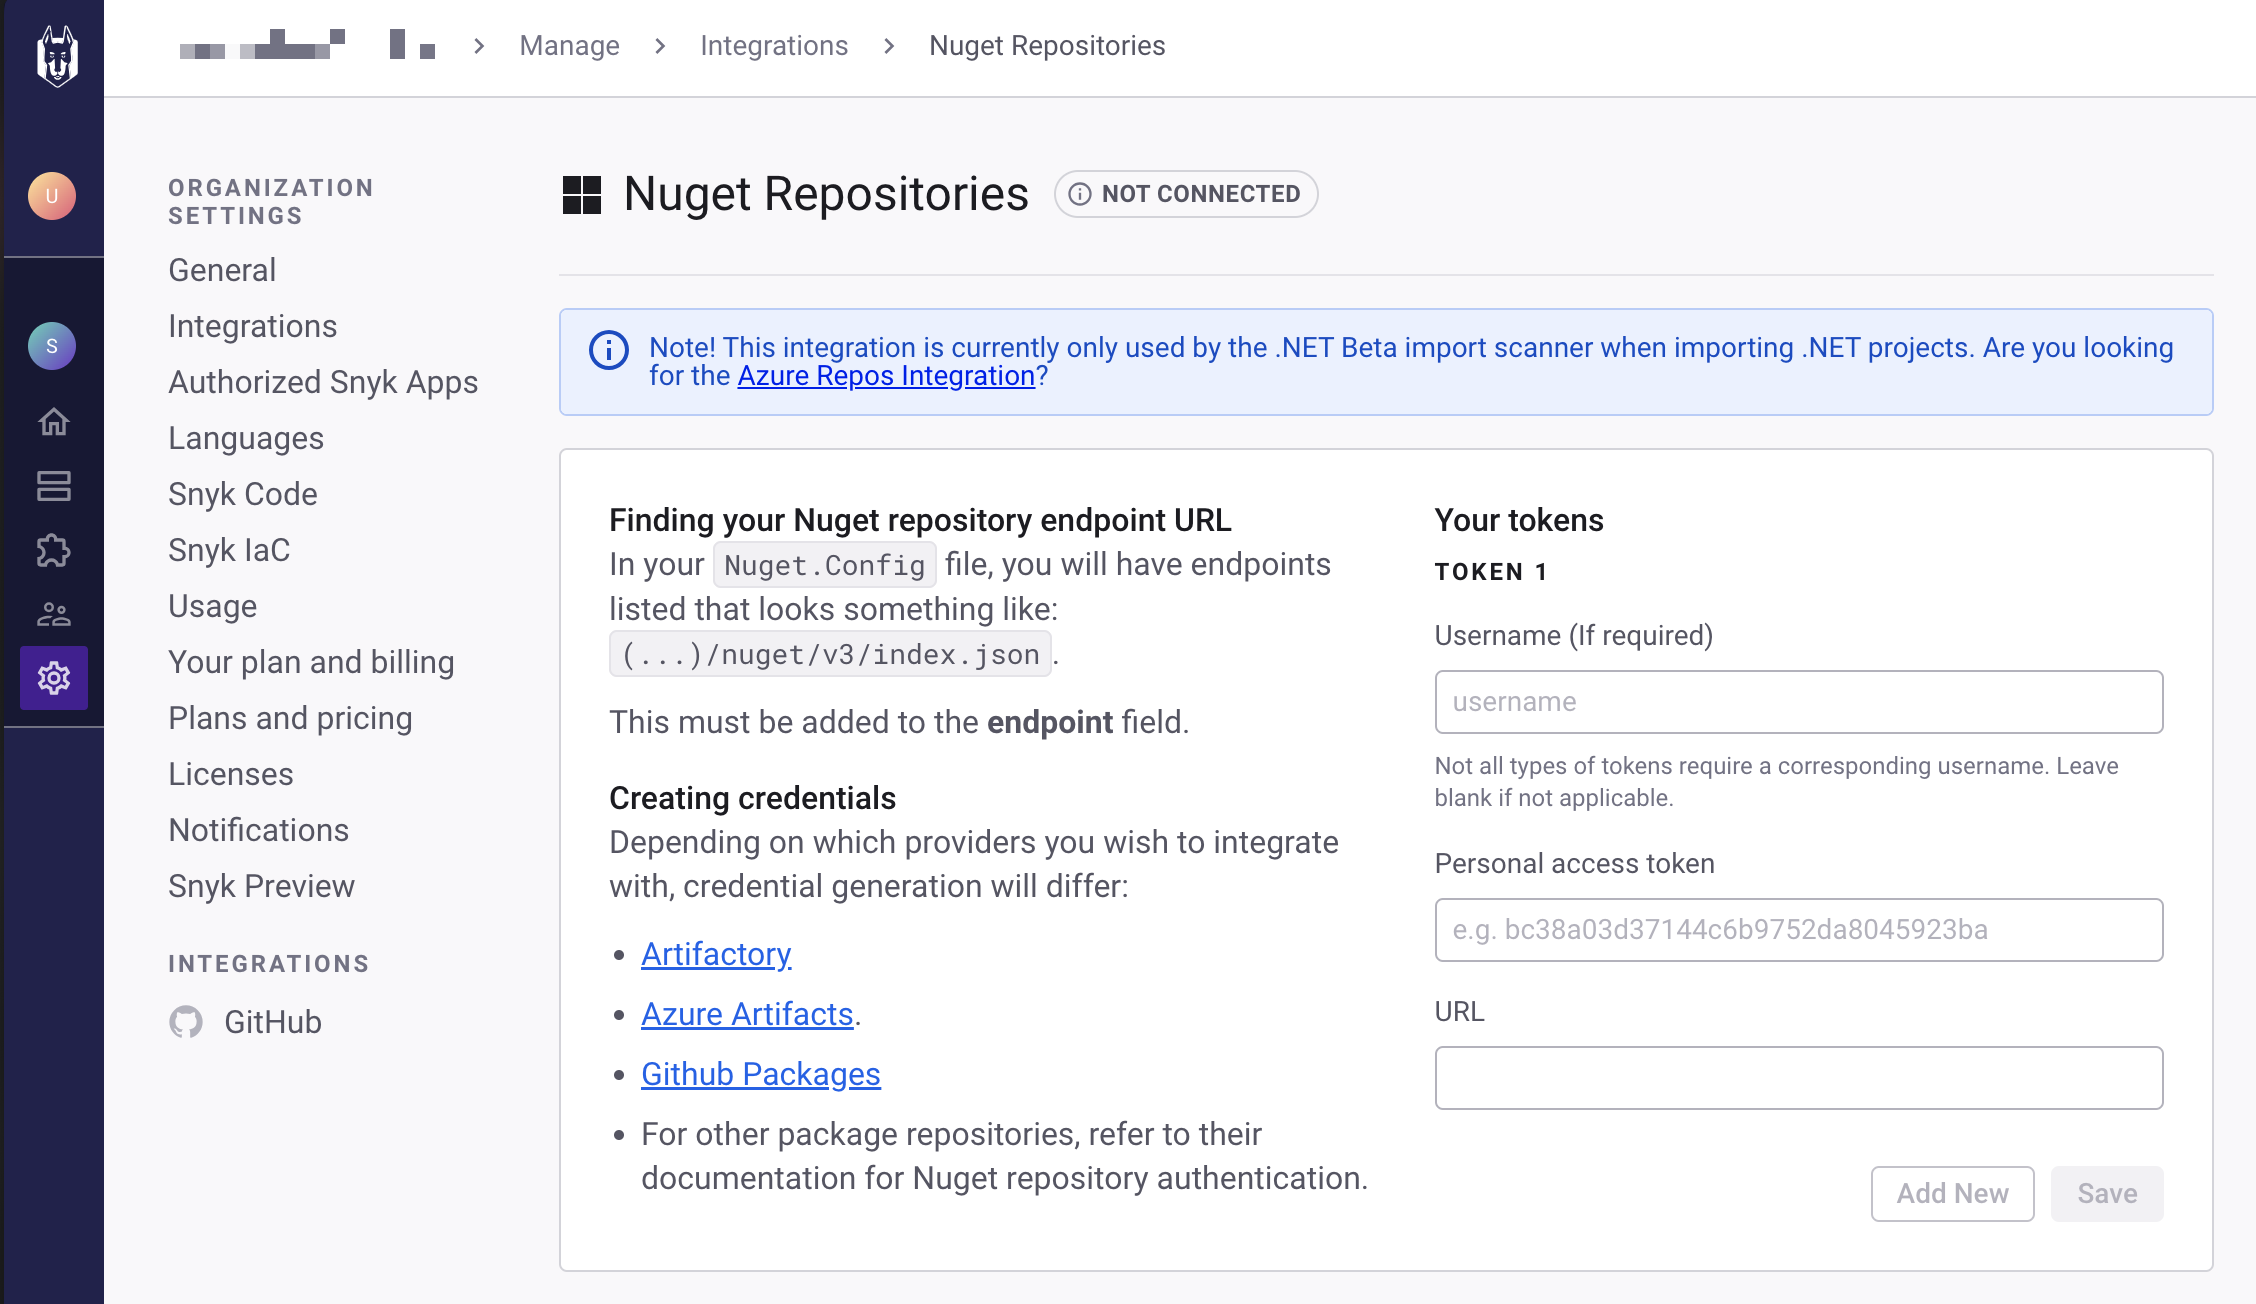 Manage
Integrations
Nuget Repositories
U
S
ORGANIZATION
SETTINGS
General
Integrations
Authorized Snyk Apps
Languages
Snyk Code
Snyk IaC
Usage
Your plan and billing
Plans and pricing
Licenses
Notifications
Snyk Preview
INTEGRATIONS
GitHub
Nuget Repositories
NOT CONNECTED
Note! This integration is currently only used by the .NET Beta import scanner when importing .NET projects. Are you looking
for the Azure Repos Integration?
Finding your Nuget repository endpoint URL
In your Nuget.Config file, you will have endpoints
listed that looks something like:
(...)/nuget/v3/index.json.
This must be added to the endpoint field.
Creating credentials
Depending on which providers you wish to integrate
with, credential generation will differ:
• Artifactory
• Azure Artifacts.
• Github Packages
• For other package repositories, refer to their
documentation for Nuget repository authentication.
Your tokens
TOKEN 1
Username (If required)
username
Not all types of tokens require a corresponding username. Leave
blank if not applicable.
Personal access token
e.g. bc38a03d37144c6b9752da8045923ba
URL
Add New
Save